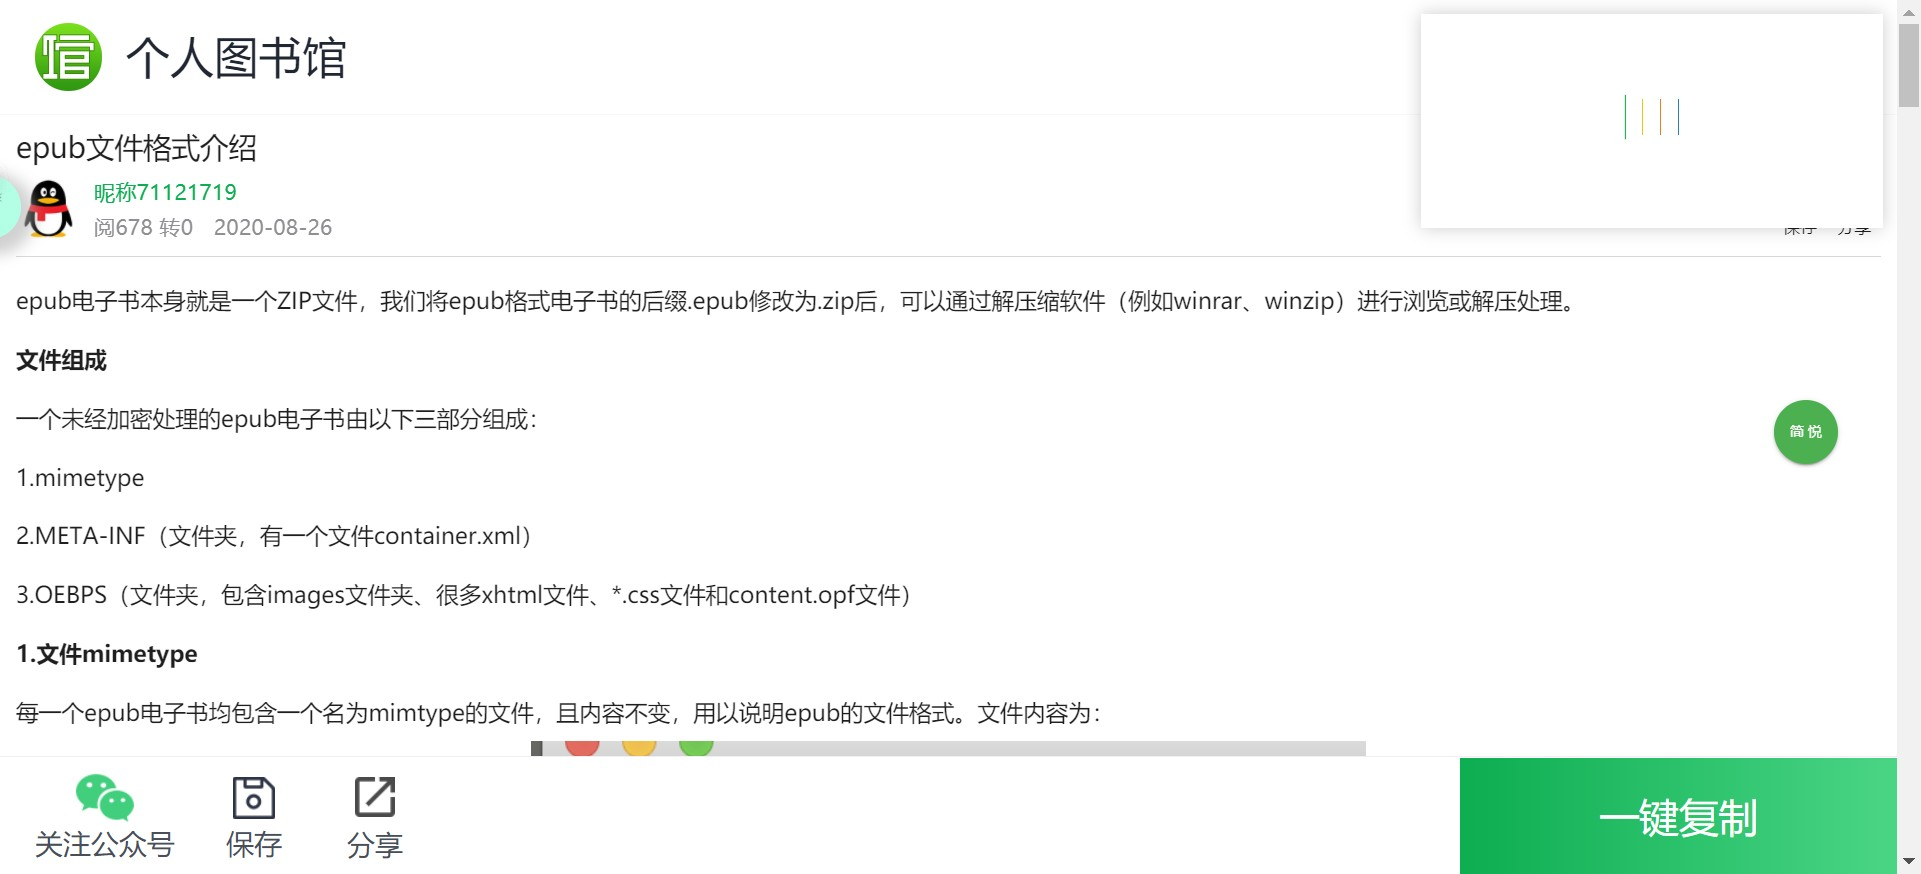 个人图书馆
epub文件格式介绍
昵称71121719
阅678 转0 2020-08-26
保存 分享
epub电子书本身就是一个ZIP文件，我们将epub格式电子书的后缀.epub修改为.zip后，可以通过解压缩软件（例如winrar、winzip）进行浏览或解压处理。
文件组成
一个未经加密处理的epub电子书由以下三部分组成：
简悦
1.mimetype
2.META-INF（文件夹，有一个文件container.xml）
3.OEBPS（文件夹，包含images文件夹、很多xhtml文件、*.css文件和content.opf文件）
1.文件mimetype
每一个epub电子书均包含一个名为mimtype的文件，且内容不变，用以说明epub的文件格式。文件内容为：
关注公众号 保存 分享
一键复制